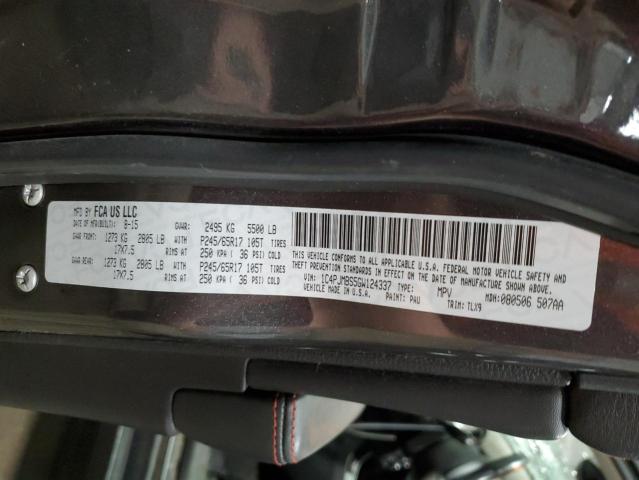 MFD BY FCA US LLC
DATE OF MFR(BUILT): 8-15 GVWR: 2495 KG 5500 LB
GAWR FRONT: 1273 KG 2805 LB WITH P245/65R17 105T TIRES
17X7.5 RIMS AT 250 KPA ( 36 PSI) COLD
GAWR REAR: 1273 KG 2805 LB WITH P245/65R17 105T TIRES
17X7.5 RIMS AT 250 KPA ( 36 PSI) COLD
THIS VEHICLE CONFORMS TO ALL APPLICABLE U.S.A. FEDERAL MOTOR VEHICLE SAFETY AND
THEFT PREVENTION STANDARDS IN EFFECT ON THE DATE OF MANUFACTURE SHOWN ABOVE.
VIN: 1C4PJMBS5GW124337 TYPE: MPV MDH: 080506 507AA
VEHICLE MADE IN U.S.A. PAINT: PAU TRIM: TLX9